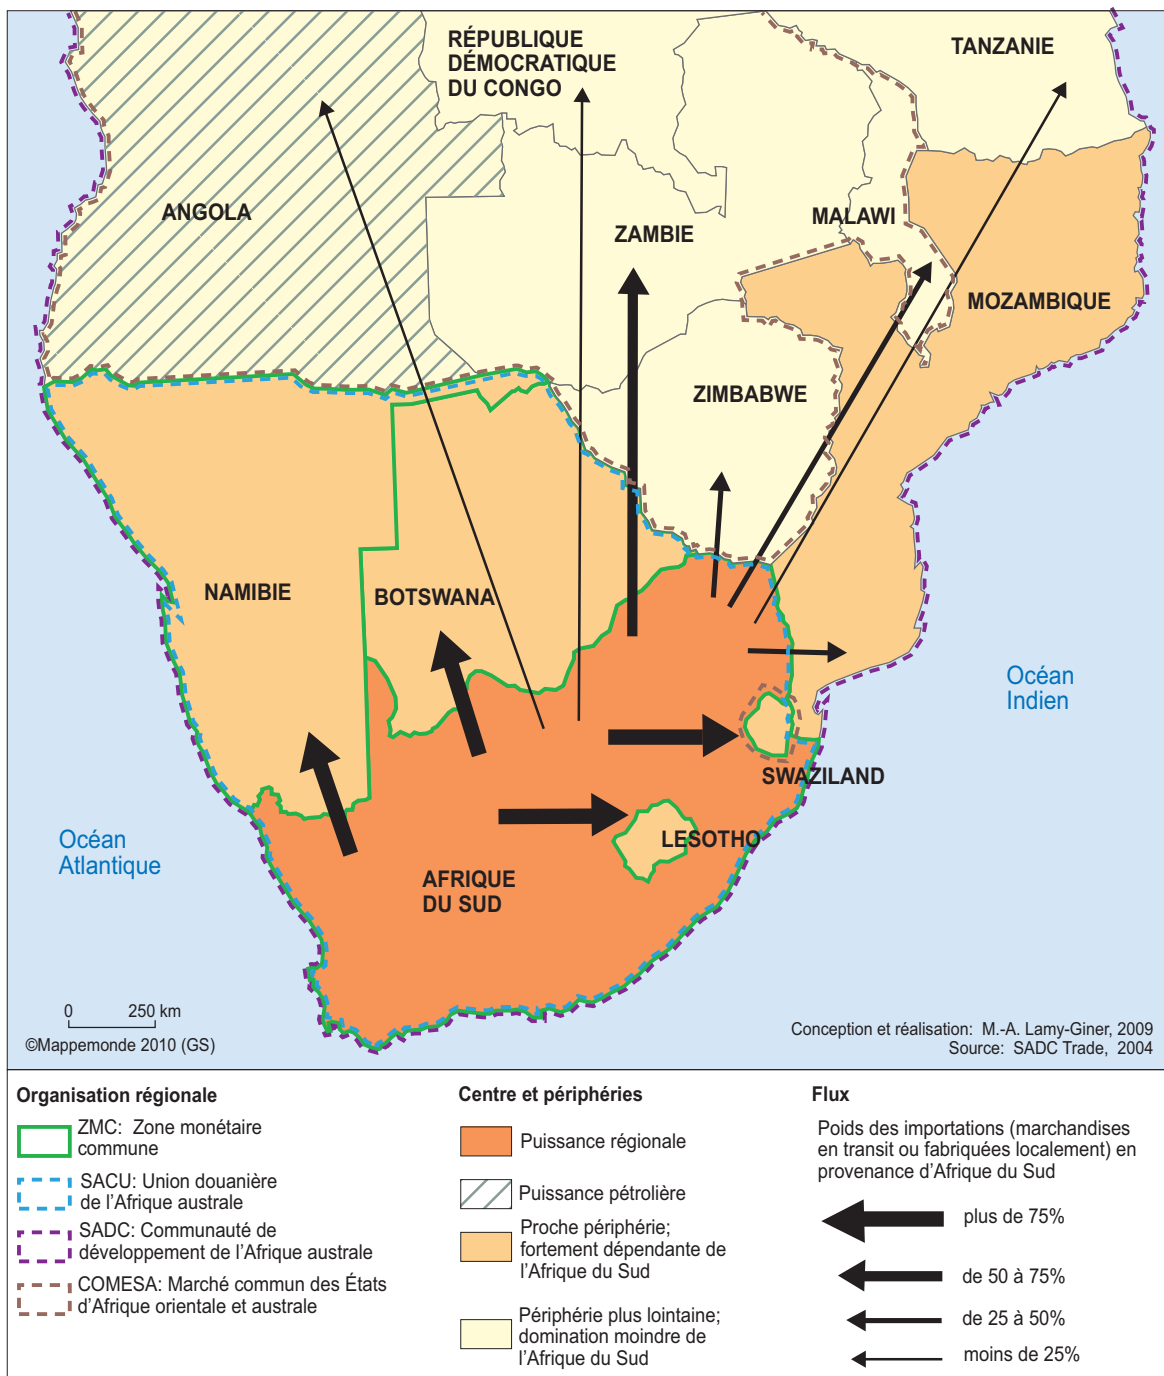 RÉPUBLIQUE
DÉMOCRATIQUE
DU CONGO
TANZANIE
ANGOLA
ZAMBIE
MALAWI
MOZAMBIQUE
ZIMBABWE
NAMIBIE
BOTSWANA
Océan
Indien
SWAZILAND
LESOTHO
Océan
Atlantique
AFRIQUE
DU SUD
0 250 km
©Mappemonde 2010 (GS)
Conception et réalisation: M.-A. Lamy-Giner, 2009
Source: SADC Trade, 2004
Organisation régionale
ZMC: Zone monétaire
commune
SACU: Union douanière
de l'Afrique australe
SADC: Communauté de
développement de l'Afrique australe
COMESA: Marché commun des États
d'Afrique orientale et australe
Centre et périphéries
Puissance régionale
Puissance pétrolière
Proche périphérie;
fortement dépendante de
l'Afrique du Sud
Périphérie plus lointaine;
domination moindre de
l'Afrique du Sud
Flux
Poids des importations (marchandises
en transit ou fabriquées localement) en
provenance d'Afrique du Sud
plus de 75%
de 50 à 75%
de 25 à 50%
moins de 25%